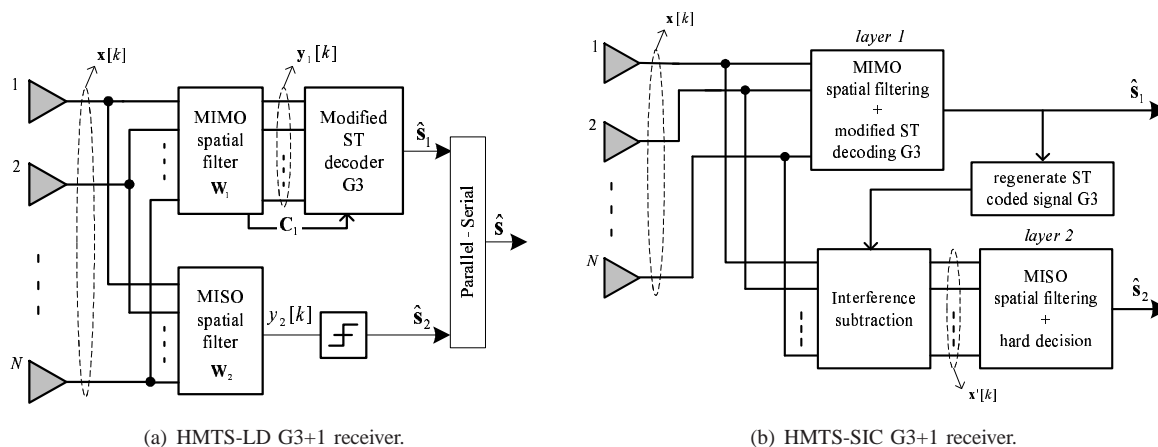 x[k]
1
2
N
MIMO
spatial
filter
W₁
y₁[k]
Modified
ST
decoder
G3
C₁
ŝ₁
MISO
spatial
filter
W₂
y₂[k]
ŝ₂
Parallel - Serial
ŝ
(a) HMTS-LD G3+1 receiver.
x[k]
1
2
N
layer 1
MIMO
spatial filtering
+
modified ST
decoding G3
ŝ₁
regenerate ST
coded signal G3
Interference
subtraction
x'[k]
layer 2
MISO
spatial filtering
+
hard decision
ŝ₂
(b) HMTS-SIC G3+1 receiver.